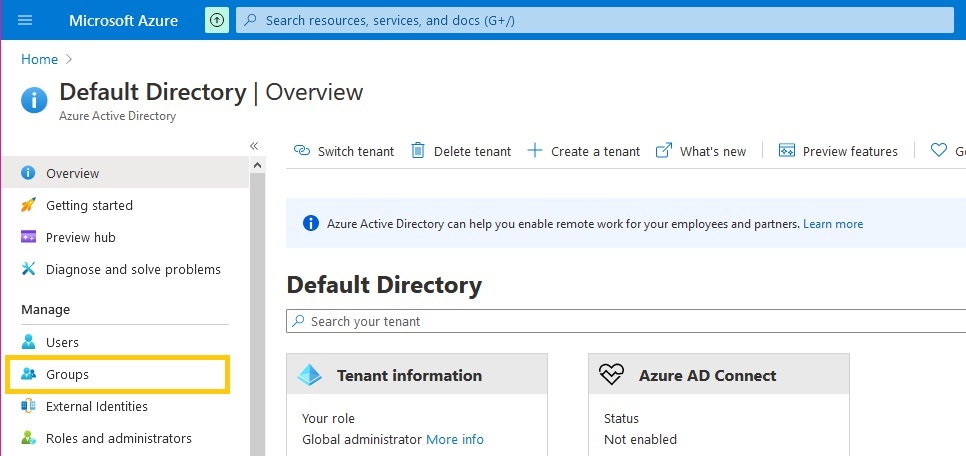 Microsoft Azure
Search resources, services, and docs (G+/)
Home
Default Directory | Overview
Azure Active Directory
Overview
Getting started
Preview hub
Diagnose and solve problems
Manage
Users
Groups
External Identities
Roles and administrators
Switch tenant Delete tenant Create a tenant What's new Preview features
Azure Active Directory can help you enable remote work for your employees and partners. Learn more
Default Directory
Search your tenant
Tenant information
Your role
Global administrator More info
Azure AD Connect
Status
Not enabled